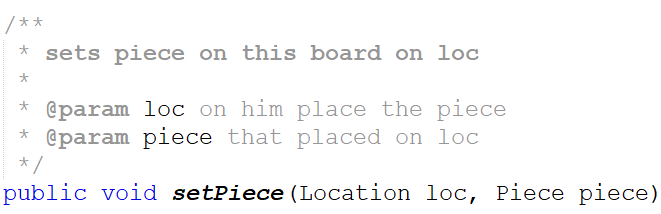 /**
* sets piece on this board on loc
*
* @param loc on him place the piece
* @param piece that placed on loc
*/
public void setPiece(Location loc, Piece piece)